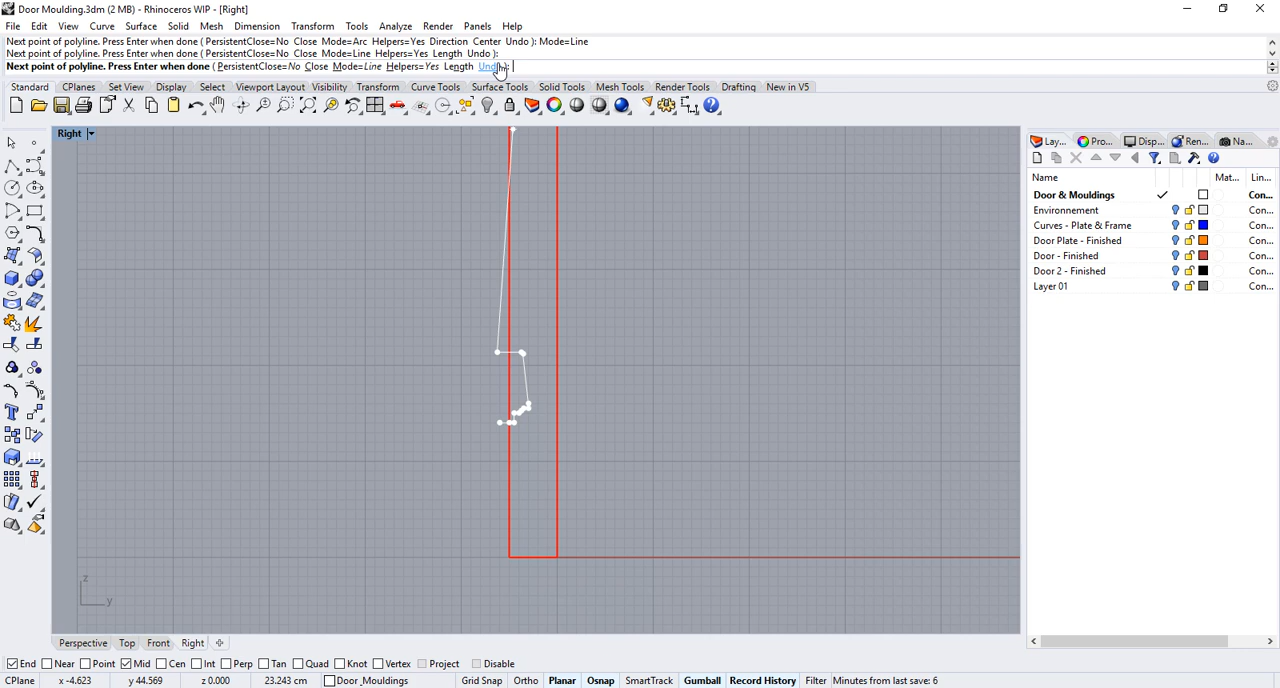 Door Moulding.3dm (2 MB) - Rhinoceros WIP - [Right]
File Edit View Curve Surface Solid Mesh Dimension Transform Tools Analyze Render Panels Help
Next point of polyline. Press Enter when done ( PersistentClose=No Close Mode=Arc Helpers=Yes Direction Center Undo ): Mode=Line
Next point of polyline. Press Enter when done ( PersistentClose=No Close Mode=Line Helpers=Yes Length Undo ):
Next point of polyline. Press Enter when done ( PersistentClose=No Close Mode=Line Helpers=Yes Length Undo ):
Standard CPlanes Set View Display Select Viewport Layout Visibility Transform Curve Tools Surface Tools Solid Tools Mesh Tools Render Tools Drafting New in V5
Right
Lay... Pro... Disp... Ren... Na...
Name Mat... Lin...
Door & Mouldings Con...
Environnement Con...
Curves - Plate & Frame Con...
Door Plate - Finished Con...
Door - Finished Con...
Door 2 - Finished Con...
Layer 01 Con...
z
y
Perspective Top Front Right
End Near Point Mid Cen Int Perp Tan Quad Knot Vertex Project Disable
CPlane x -4.623 y 44.569 z 0.000 23.243 cm Door_Mouldings Grid Snap Ortho Planar Osnap SmartTrack Gumball Record History Filter Minutes from last save: 6